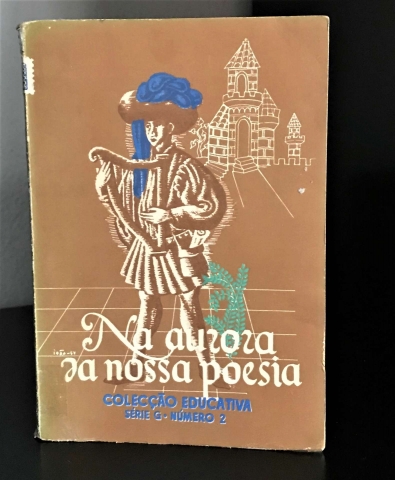 Na aurora
da nossa poesia
COLECÇÃO EDUCATIVA
SÉRIE G - NÚMERO 2